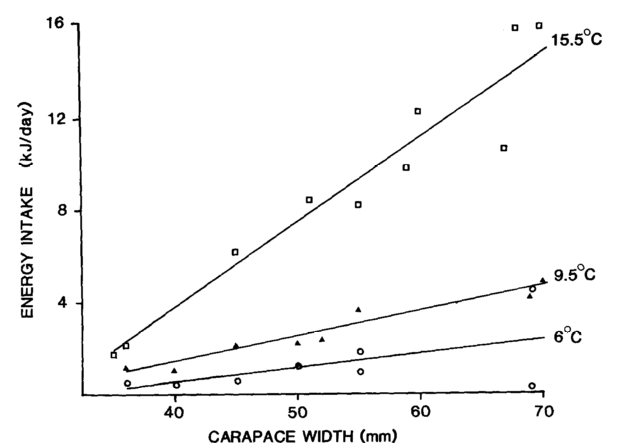 16
12
8
4
ENERGY INTAKE (kJ/day)
15.5°C
9.5°C
6°C
40
50
60
70
CARAPACE WIDTH (mm)